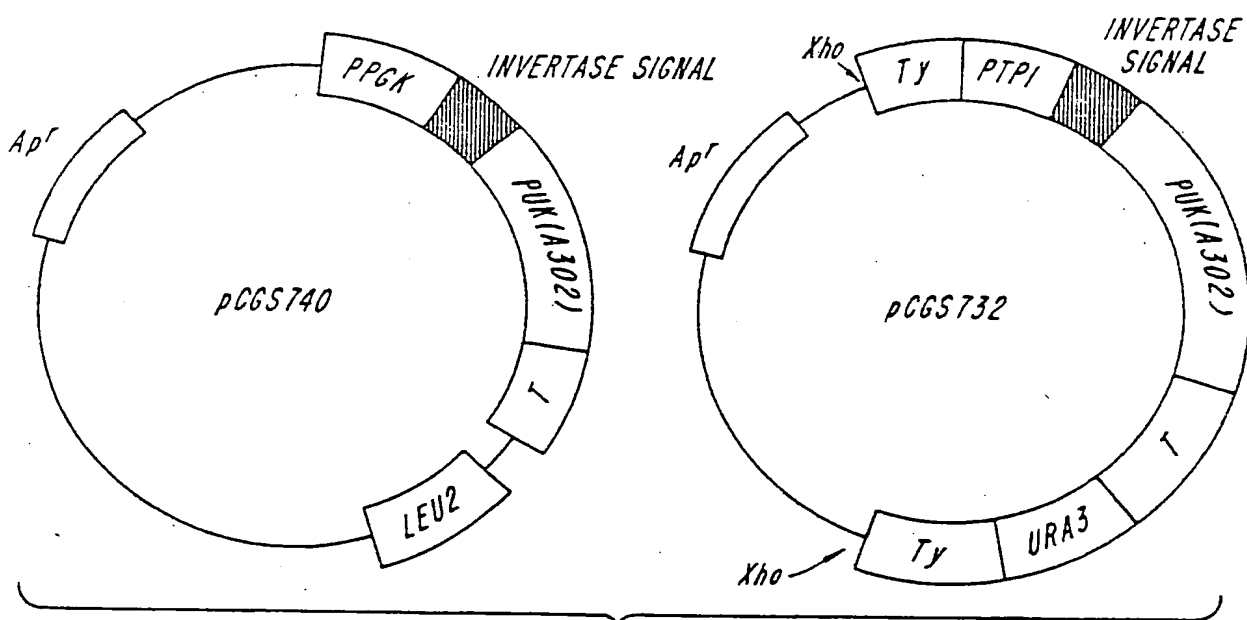 PPGK
INVERTASE SIGNAL
Apʳ
PUK(A302)
pCGS740
T
LEU2
Xho
Ty
PTPI
INVERTASE
SIGNAL
Apʳ
PUK(A302)
pCGS732
T
URA3
Ty
Xho